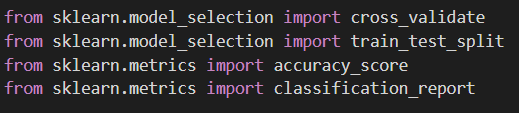 from sklearn.model_selection import cross_validate
from sklearn.model_selection import train_test_split
from sklearn.metrics import accuracy_score
from sklearn.metrics import classification_report